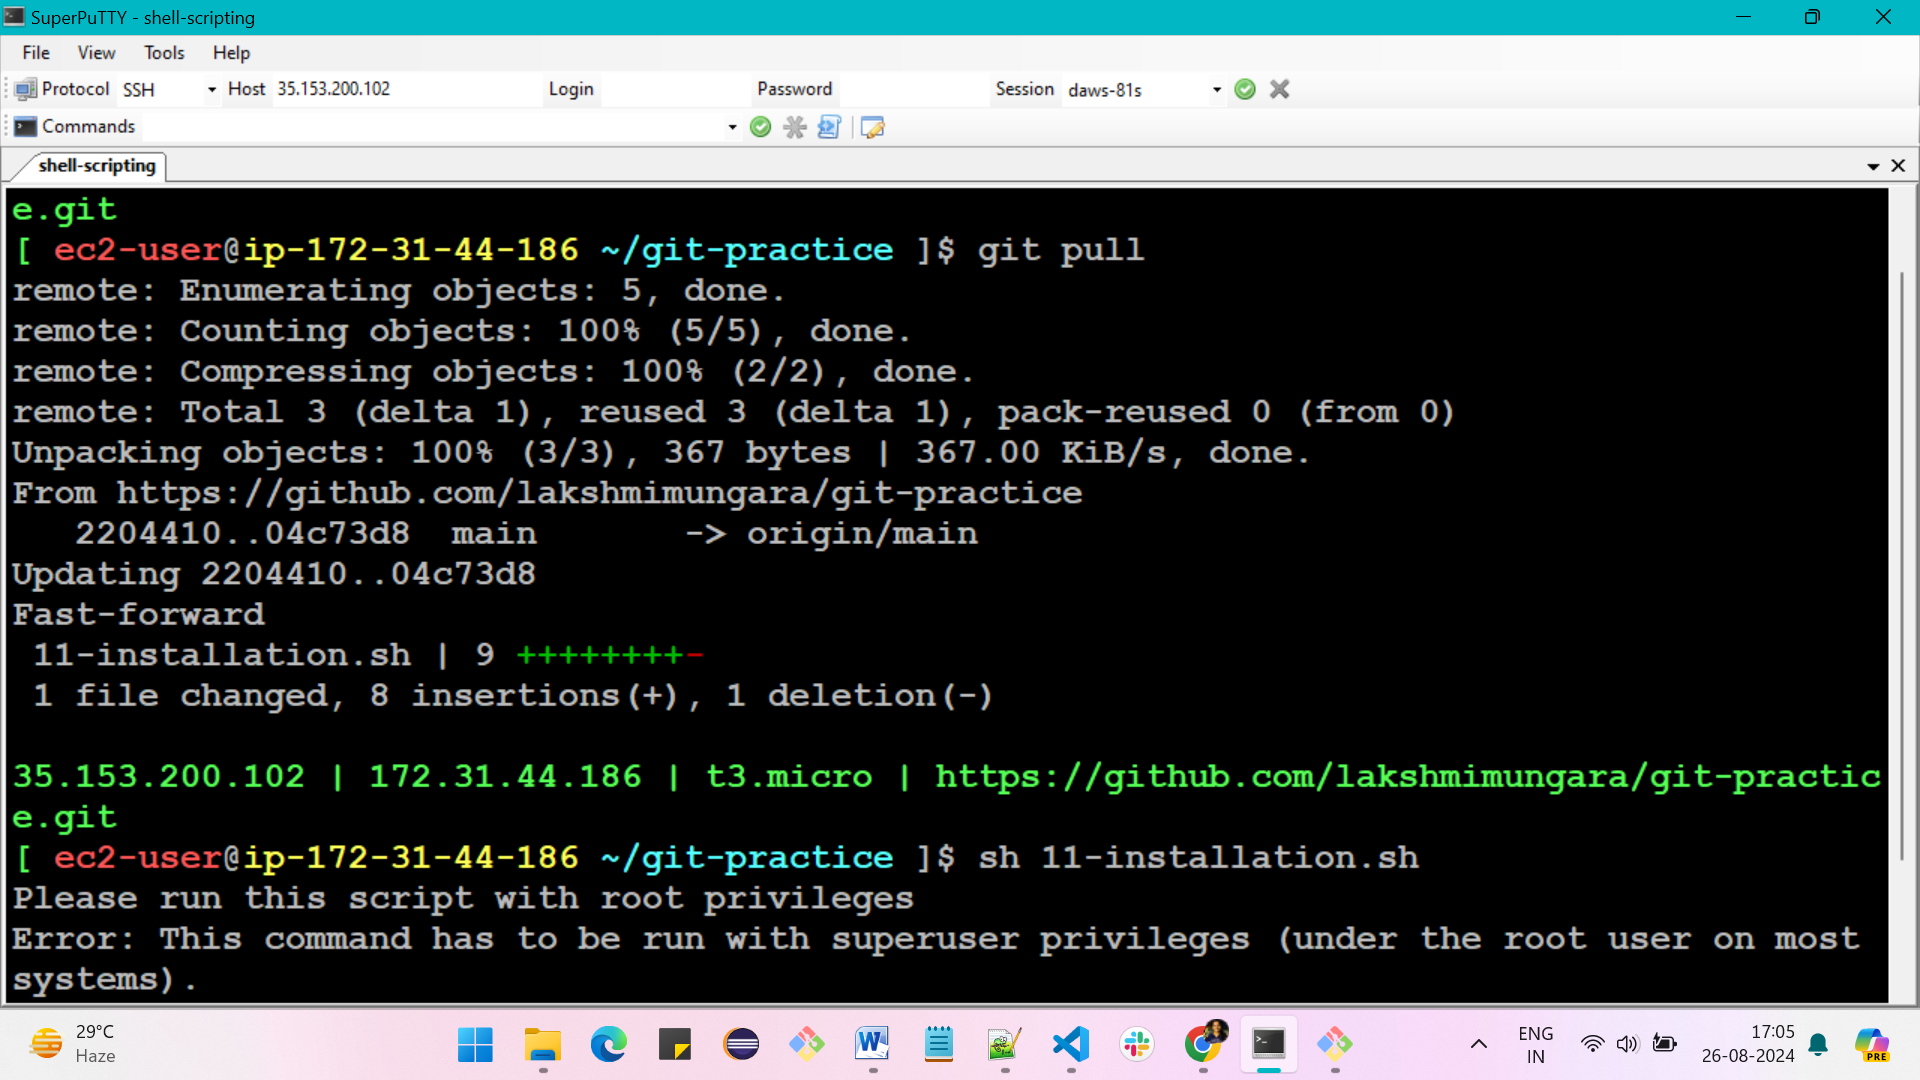 SuperPuTTY - shell-scripting
File View Tools Help
Protocol SSH Host 35.153.200.102 Login Password Session daws-81s
Commands
shell-scripting
e.git
[ ec2-user@ip-172-31-44-186 ~/git-practice ]$ git pull
remote: Enumerating objects: 5, done.
remote: Counting objects: 100% (5/5), done.
remote: Compressing objects: 100% (2/2), done.
remote: Total 3 (delta 1), reused 3 (delta 1), pack-reused 0 (from 0)
Unpacking objects: 100% (3/3), 367 bytes | 367.00 KiB/s, done.
From https://github.com/lakshmimungara/git-practice
   2204410..04c73d8  main       -> origin/main
Updating 2204410..04c73d8
Fast-forward
 11-installation.sh | 9 ++++++++-
 1 file changed, 8 insertions(+), 1 deletion(-)
35.153.200.102 | 172.31.44.186 | t3.micro | https://github.com/lakshmimungara/git-practic
e.git
[ ec2-user@ip-172-31-44-186 ~/git-practice ]$ sh 11-installation.sh
Please run this script with root privileges
Error: This command has to be run with superuser privileges (under the root user on most
systems).
29°C
Haze
ENG
IN
17:05
26-08-2024
PRE